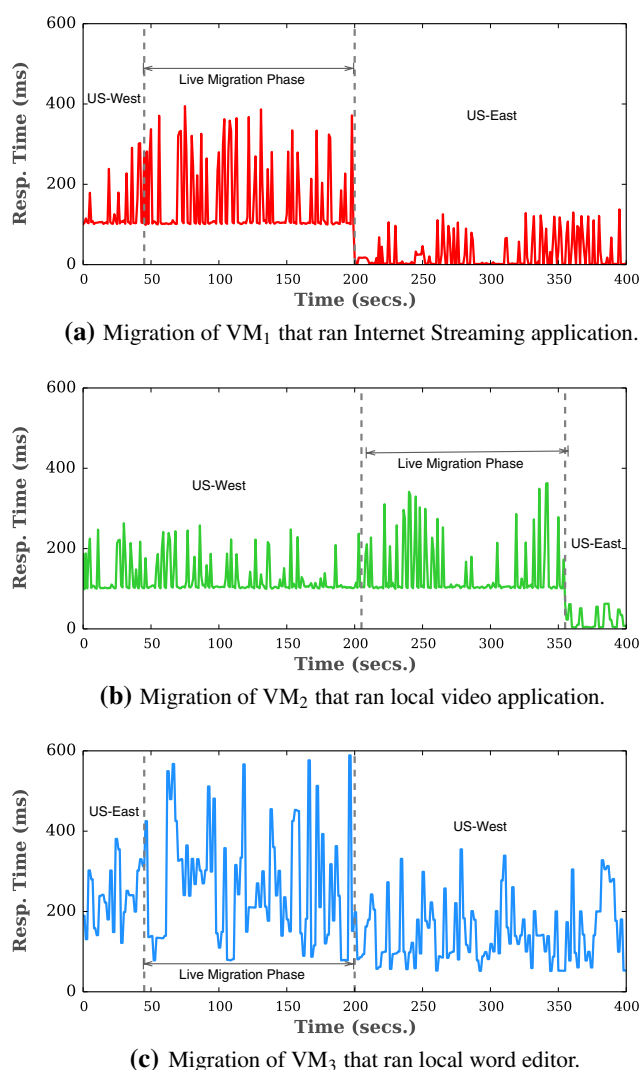 600
Live Migration Phase
US-West
US-East
400
200
0
Resp. Time (ms)
0 50 100 150 200 250 300 350 400
Time (secs.)
(a) Migration of VM1 that ran Internet Streaming application.
600
Live Migration Phase
US-West
US-East
400
200
0
Resp. Time (ms)
0 50 100 150 200 250 300 350 400
Time (secs.)
(b) Migration of VM2 that ran local video application.
600
US-East
US-West
400
200
Live Migration Phase
0
Resp. Time (ms)
0 50 100 150 200 250 300 350 400
Time (secs.)
(c) Migration of VM3 that ran local word editor.